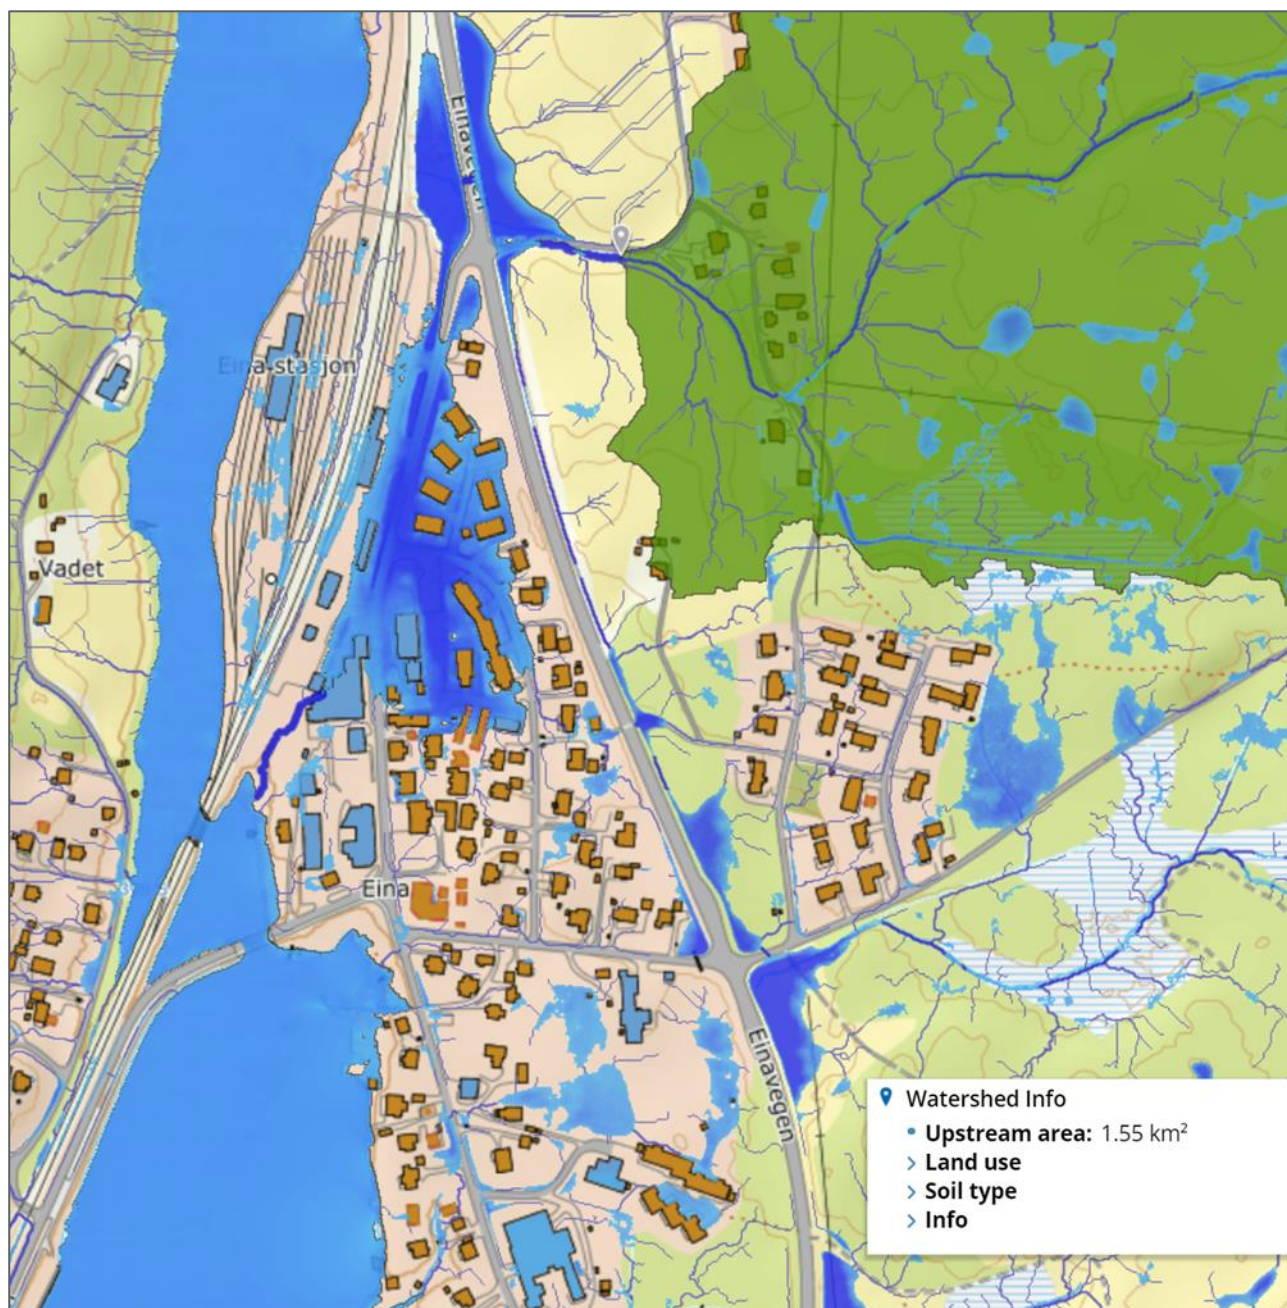 Einavegen
Eina stasjon
Vadet
Eina
Einavegen
Watershed Info
Upstream area: 1.55 km²
Land use
Soil type
Info